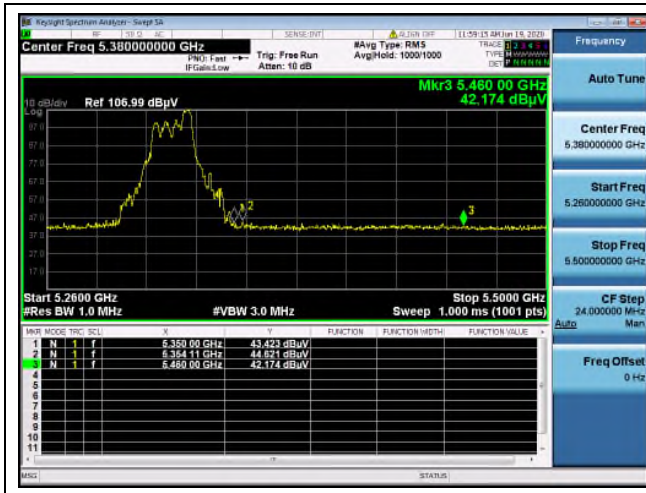 Keysight Spectrum Analyzer - Swept SA
RF 50 Ω AC SENSE:INT ALIGN OFF 11:59:15 AM Jun 19, 2020
Center Freq 5.380000000 GHz
PNO: Fast
IFGain:Low
Trig: Free Run
Atten: 10 dB
#Avg Type: RMS
Avg|Hold: 1000/1000
TRACE 1 2 3 4 5 6
TYPE M W W W W W
DET P N N N N N
Mkr3 5.460 00 GHz
42.174 dBµV
10 dB/div Ref 106.99 dBµV
Log
97.0
87.0
77.0
67.0
57.0
47.0
37.0
27.0
17.0
2
3
Start 5.2600 GHz Stop 5.5000 GHz
#Res BW 1.0 MHz #VBW 3.0 MHz Sweep 1.000 ms (1001 pts)
MKR MODE TRC SCL X Y FUNCTION FUNCTION WIDTH FUNCTION VALUE
1 N 1 f 5.350 00 GHz 43.423 dBµV
2 N 1 f 5.354 11 GHz 44.621 dBµV
3 N 1 f 5.460 00 GHz 42.174 dBµV
4
5
6
7
8
9
10
11
MSG STATUS
Frequency
Auto Tune
Center Freq
5.380000000 GHz
Start Freq
5.260000000 GHz
Stop Freq
5.500000000 GHz
CF Step
24.000000 MHz
Auto Man
Freq Offset
0 Hz